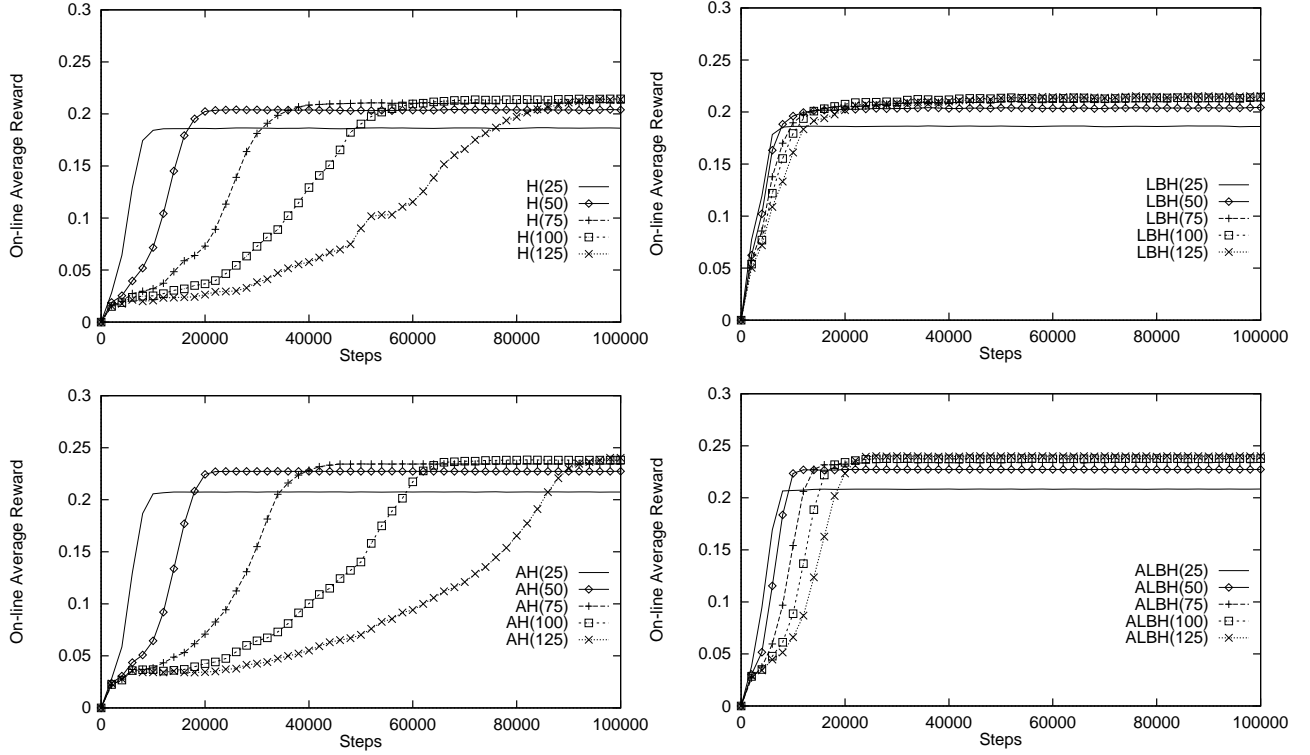 On-line Average Reward
0.3
0.25
0.2
0.15
0.1
0.05
0
H(25)
H(50)
H(75)
H(100)
H(125)
0 20000 40000 60000 80000 100000
Steps
On-line Average Reward
0.3
0.25
0.2
0.15
0.1
0.05
0
LBH(25)
LBH(50)
LBH(75)
LBH(100)
LBH(125)
0 20000 40000 60000 80000 100000
Steps
On-line Average Reward
0.3
0.25
0.2
0.15
0.1
0.05
0
AH(25)
AH(50)
AH(75)
AH(100)
AH(125)
0 20000 40000 60000 80000 100000
Steps
On-line Average Reward
0.3
0.25
0.2
0.15
0.1
0.05
0
ALBH(25)
ALBH(50)
ALBH(75)
ALBH(100)
ALBH(125)
0 20000 40000 60000 80000 100000
Steps